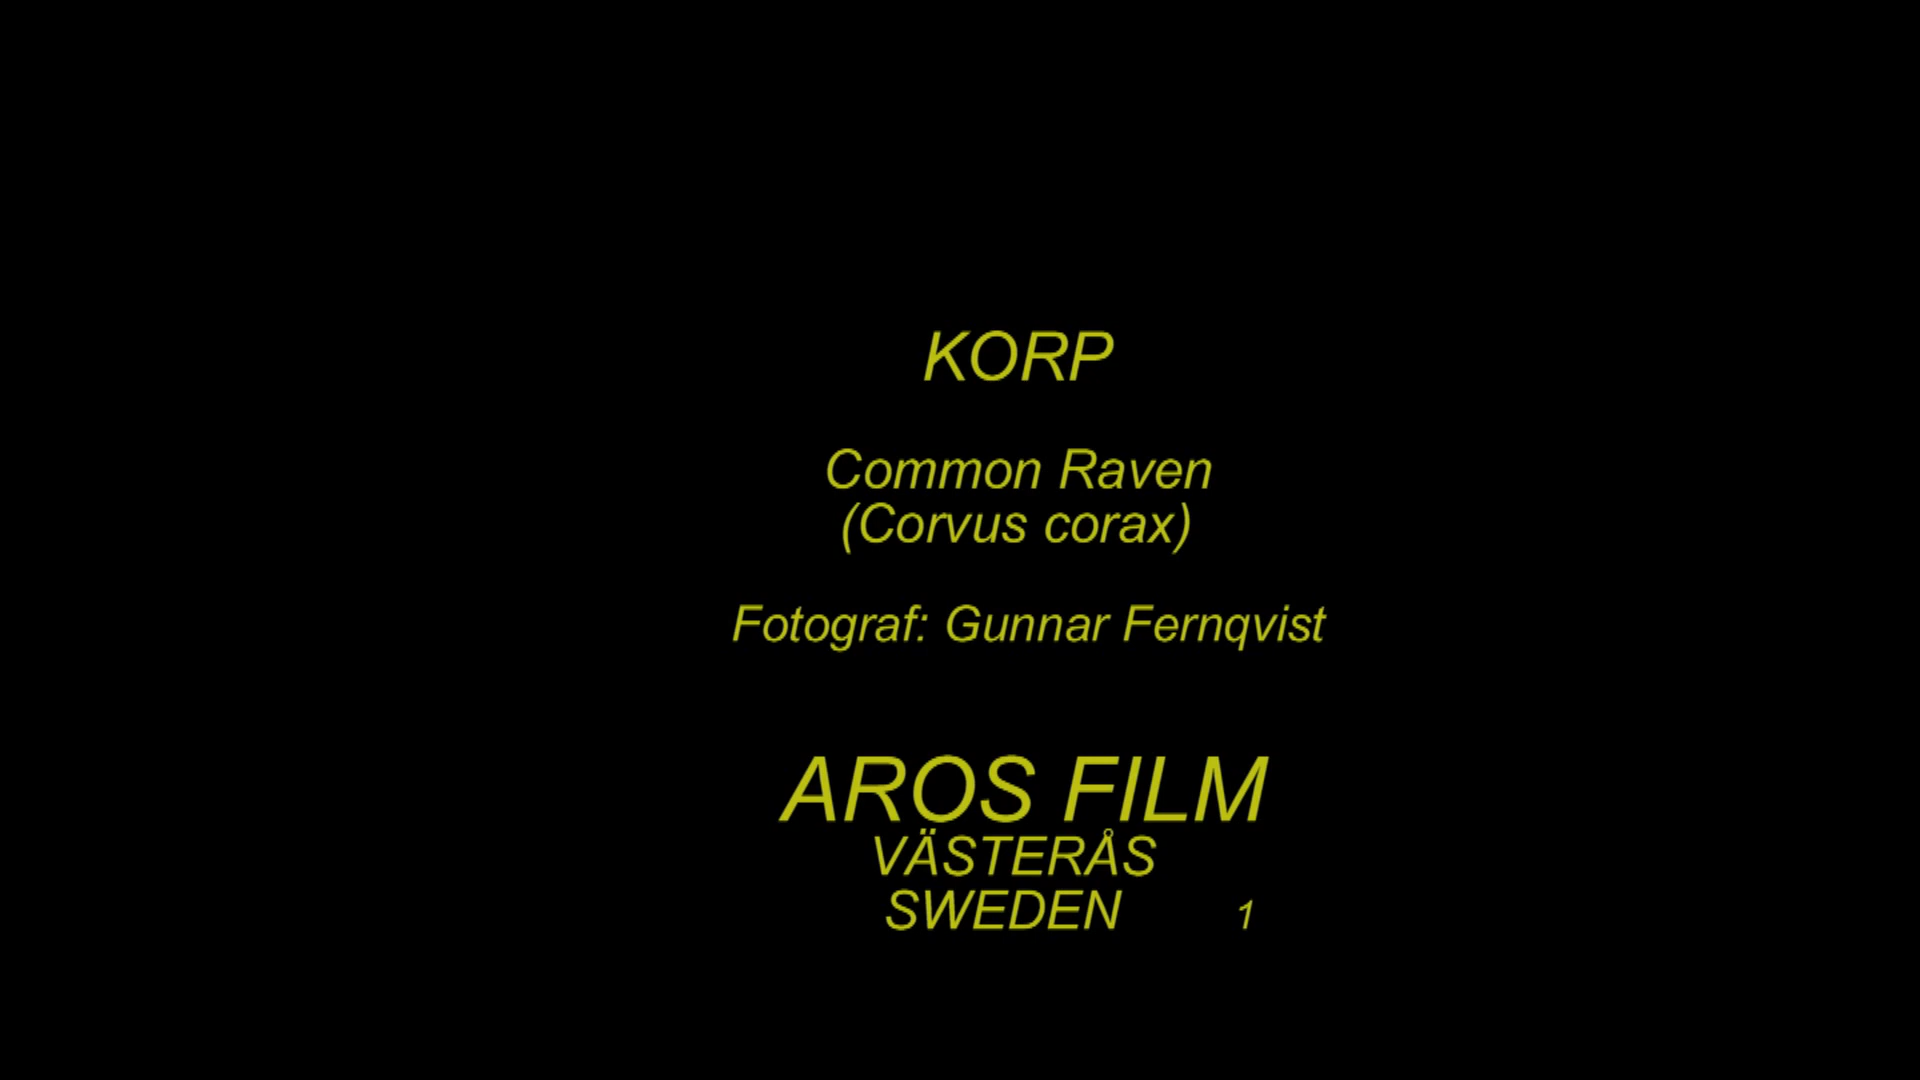 KORP
Common Raven
(Corvus corax)
Fotograf: Gunnar Fernqvist
AROS FILM
VÄSTERÅS
SWEDEN 1